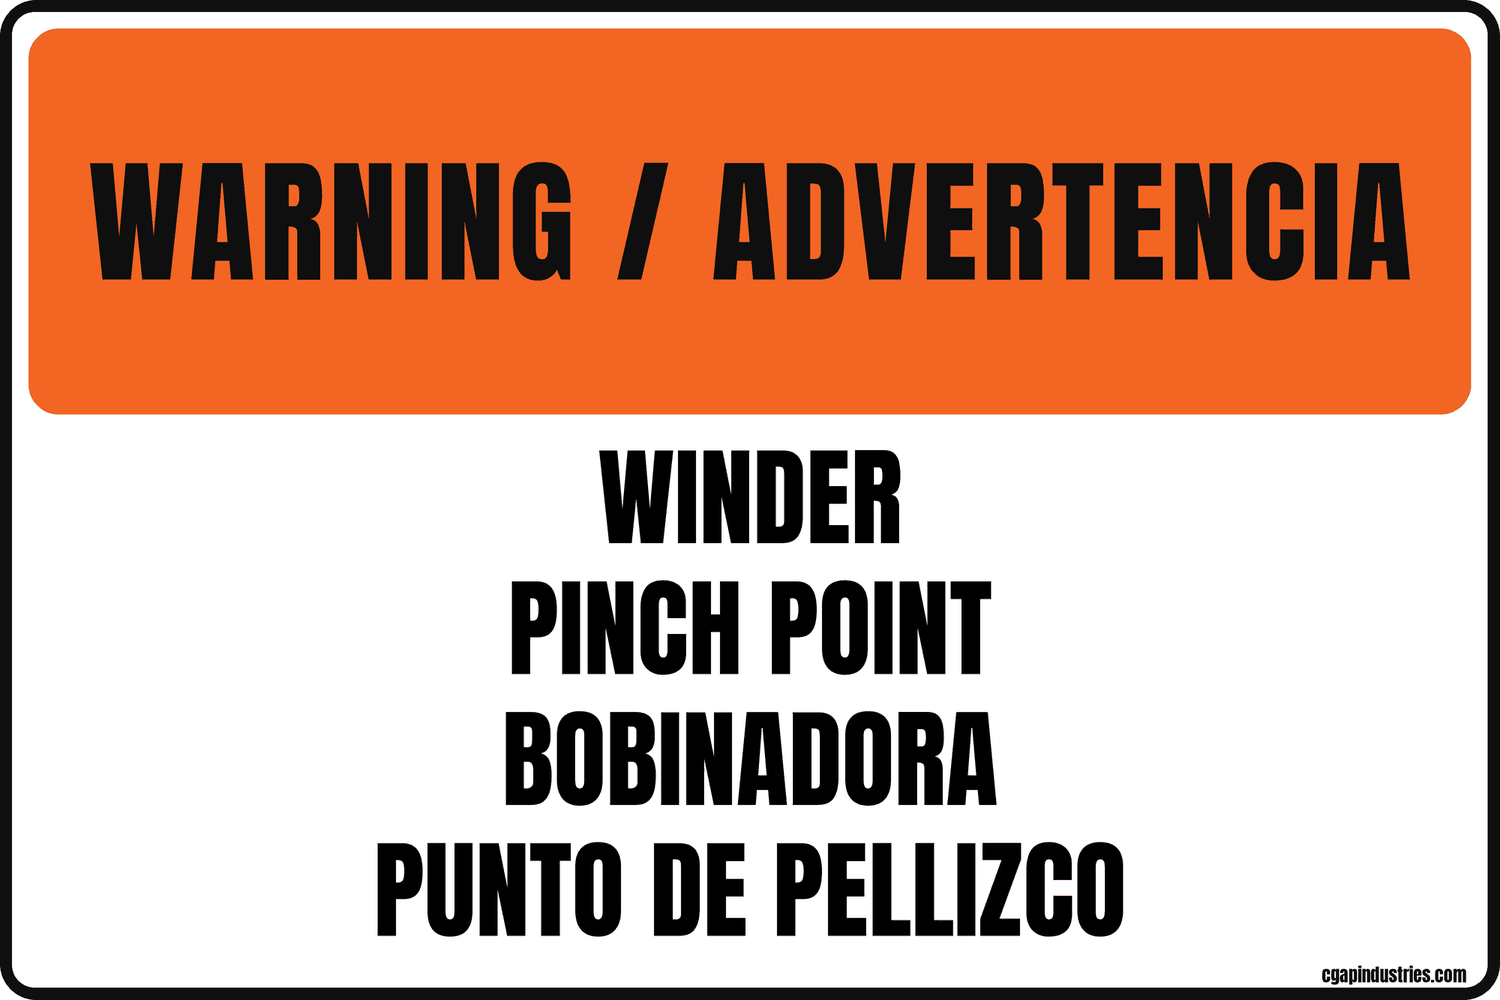 WARNING / ADVERTENCIA
WINDER
PINCH POINT
BOBINADORA
PUNTO DE PELLIZCO
cgapindustries.com